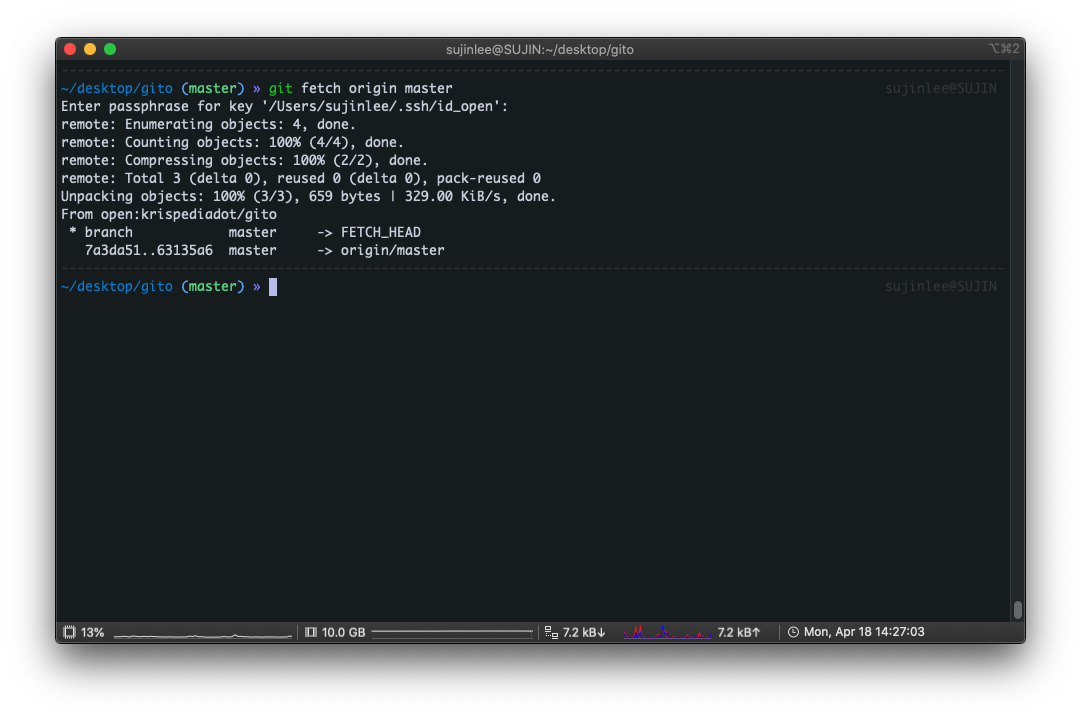 sujinlee@SUJIN:~/desktop/gito ⌥⌘2
~/desktop/gito (master) » git fetch origin master sujinlee@SUJIN
Enter passphrase for key '/Users/sujinlee/.ssh/id_open':
remote: Enumerating objects: 4, done.
remote: Counting objects: 100% (4/4), done.
remote: Compressing objects: 100% (2/2), done.
remote: Total 3 (delta 0), reused 0 (delta 0), pack-reused 0
Unpacking objects: 100% (3/3), 659 bytes | 329.00 KiB/s, done.
From open:krispediadot/gito
 * branch            master     -> FETCH_HEAD
   7a3da51..63135a6  master     -> origin/master
~/desktop/gito (master) » sujinlee@SUJIN
13% 10.0 GB 7.2 kB↓ 7.2 kB↑ Mon, Apr 18 14:27:03